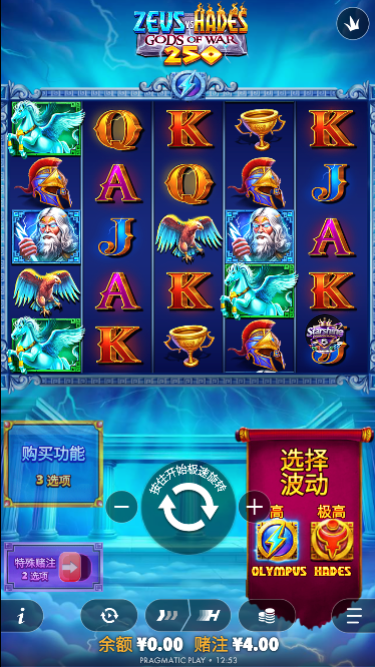 ZEUS VS HADES
GODS OF WAR
250
Q K K
A Q J
J A
A K K
K
Starshine
J
购买功能
3 选项
按住开始极速旋转
选择
波动
高 极高
OLYMPUS HADES
特殊赌注
2 选项
余额 ¥0.00 赌注 ¥4.00
PRAGMATIC PLAY • 12:53